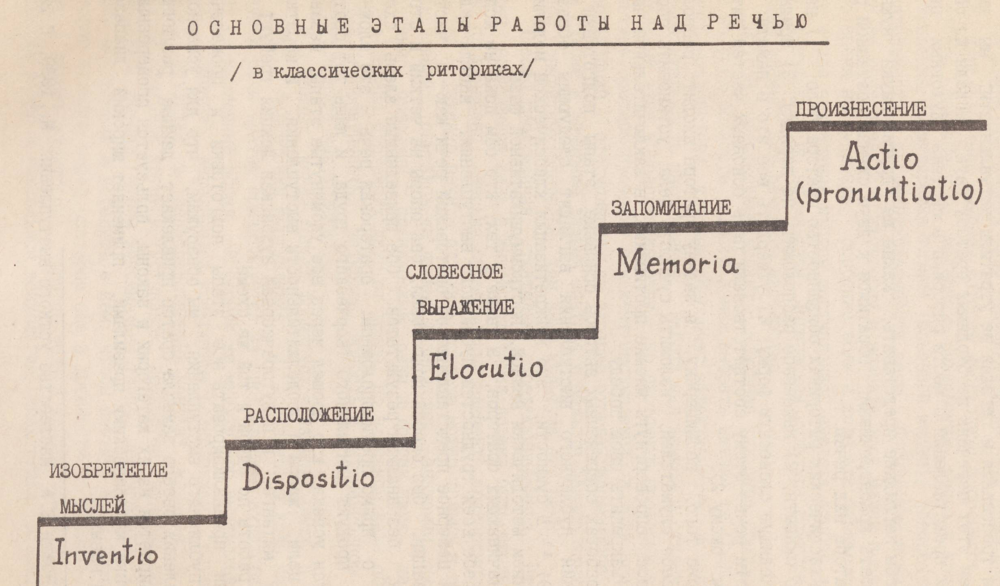 ОСНОВНЫЕ ЭТАПЫ РАБОТЫ НАД РЕЧЬЮ
/ в классических риториках/
ПРОИЗНЕСЕНИЕ
Actio
(pronuntiatio)
ЗАПОМИНАНИЕ
Memoria
СЛОВЕСНОЕ
ВЫРАЖЕНИЕ
Elocutio
РАСПОЛОЖЕНИЕ
Dispositio
ИЗОБРЕТЕНИЕ
МЫСЛЕЙ
Inventio